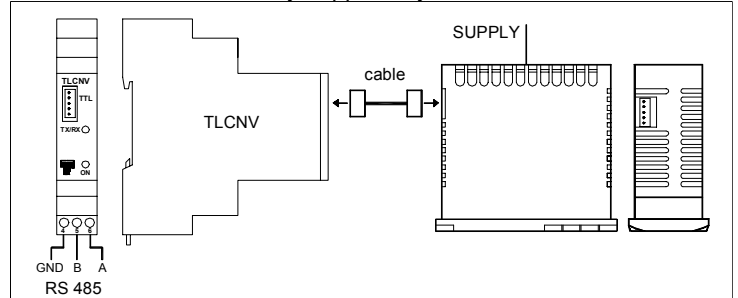 SUPPLY
TLCNV
TTL
cable
TLCNV
TX/RX
ON
4 5 6
GND B A
RS 485